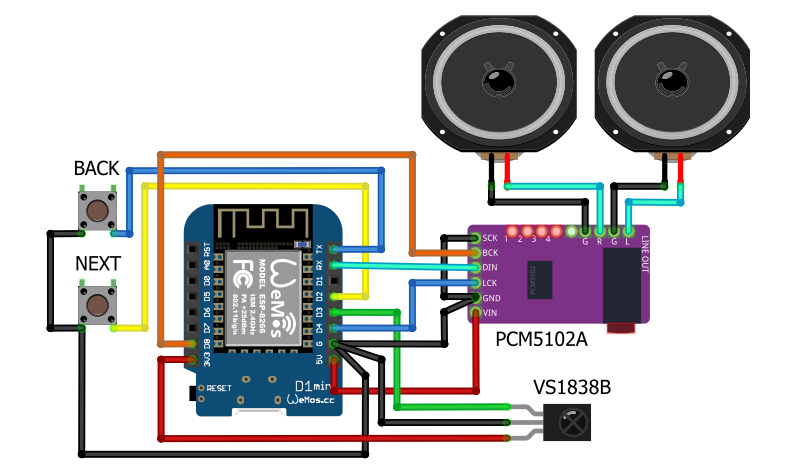 BACK
NEXT
RST
A0
D0
D5
D6
D7
D8
3V3
TX
RX
D1
D2
D3
D4
G
5V
WeMos
MODEL ESP-8266
ISM 2.4GHz
PA +25dBm
802.11b/g/n
FC
RESET
D1 mini
WeMos.cc
SCK
BCK
DIN
LCK
GND
VIN
1 2 3 4
G R G L
LINE OUT
PCM5102
PCM5102A
VS1838B